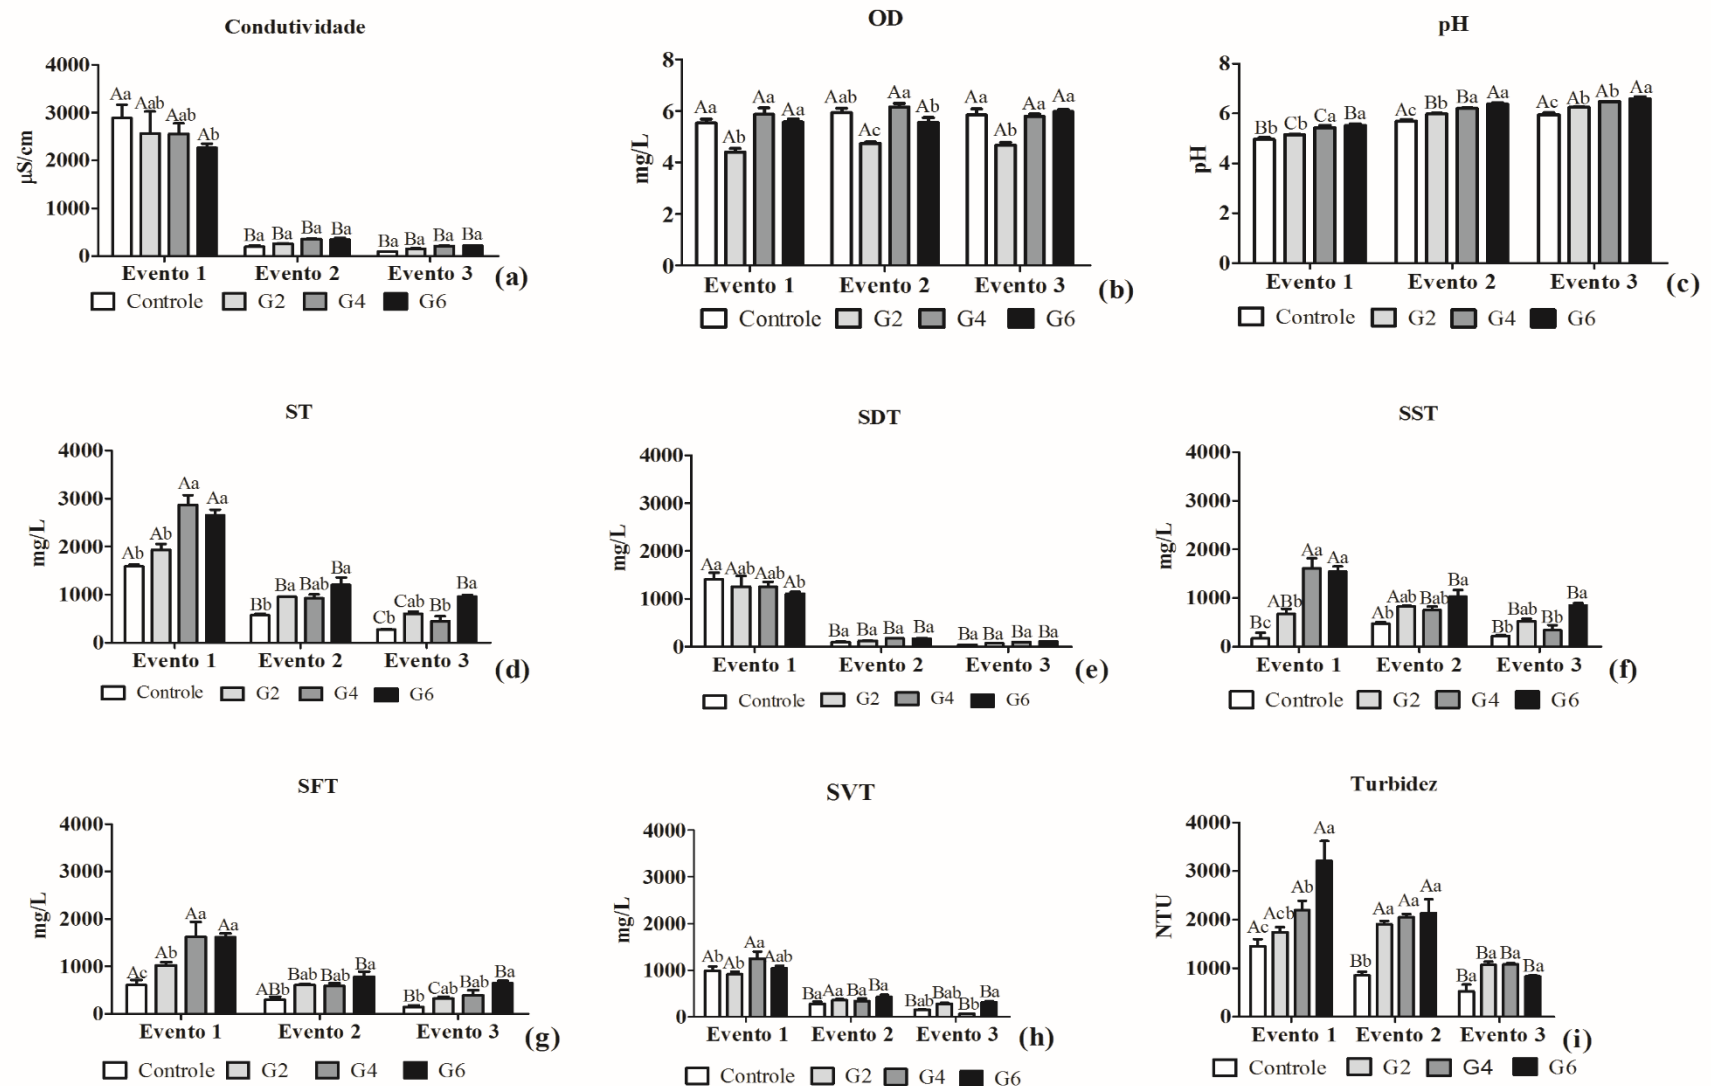 Condutividade
4000
3000
2000
1000
0
µS/cm
Aa Aab Aab Ab
Ba Ba Ba Ba
Ba Ba Ba Ba
Evento 1 Evento 2 Evento 3 (a)
Controle G2 G4 G6
OD
8
6
4
2
0
mg/L
Aa Ab Aa Aa
Aab Ac Aa Ab
Aa Ab Aa Aa
Evento 1 Evento 2 Evento 3 (b)
Controle G2 G4 G6
pH
8
6
4
2
0
pH
Bb Cb Ca Ba
Ac Bb Ba Aa
Ac Ab Ab Aa
Evento 1 Evento 2 Evento 3 (c)
Controle G2 G4 G6
ST
4000
3000
2000
1000
0
mg/L
Ab Ab Aa Aa
Bb Ba Bab Ba
Cb Cab Bb Ba
Evento 1 Evento 2 Evento 3 (d)
Controle G2 G4 G6
SDT
4000
3000
2000
1000
0
mg/L
Aa Aab Aab Ab
Ba Ba Ba Ba
Ba Ba Ba Ba
Evento 1 Evento 2 Evento 3 (e)
Controle G2 G4 G6
SST
4000
3000
2000
1000
0
mg/L
Bc ABb Aa Aa
Ab Aab Bab Ba
Bb Bab Bb Ba
Evento 1 Evento 2 Evento 3 (f)
Controle G2 G4 G6
SFT
4000
3000
2000
1000
0
mg/L
Ac Ab Aa Aa
ABb Bab Bab Ba
Bb Cab Bab Ba
Evento 1 Evento 2 Evento 3 (g)
Controle G2 G4 G6
SVT
4000
3000
2000
1000
0
mg/L
Ab Ab Aa Aab
Ba Aa Ba Ba
Bab Bab Bb Ba
Evento 1 Evento 2 Evento 3 (h)
Controle G2 G4 G6
Turbidez
4000
3000
2000
1000
0
NTU
Ac Acb Ab Aa
Bb Aa Aa Aa
Ba Ba Ba Ba
Evento 1 Evento 2 Evento 3 (i)
Controle G2 G4 G6